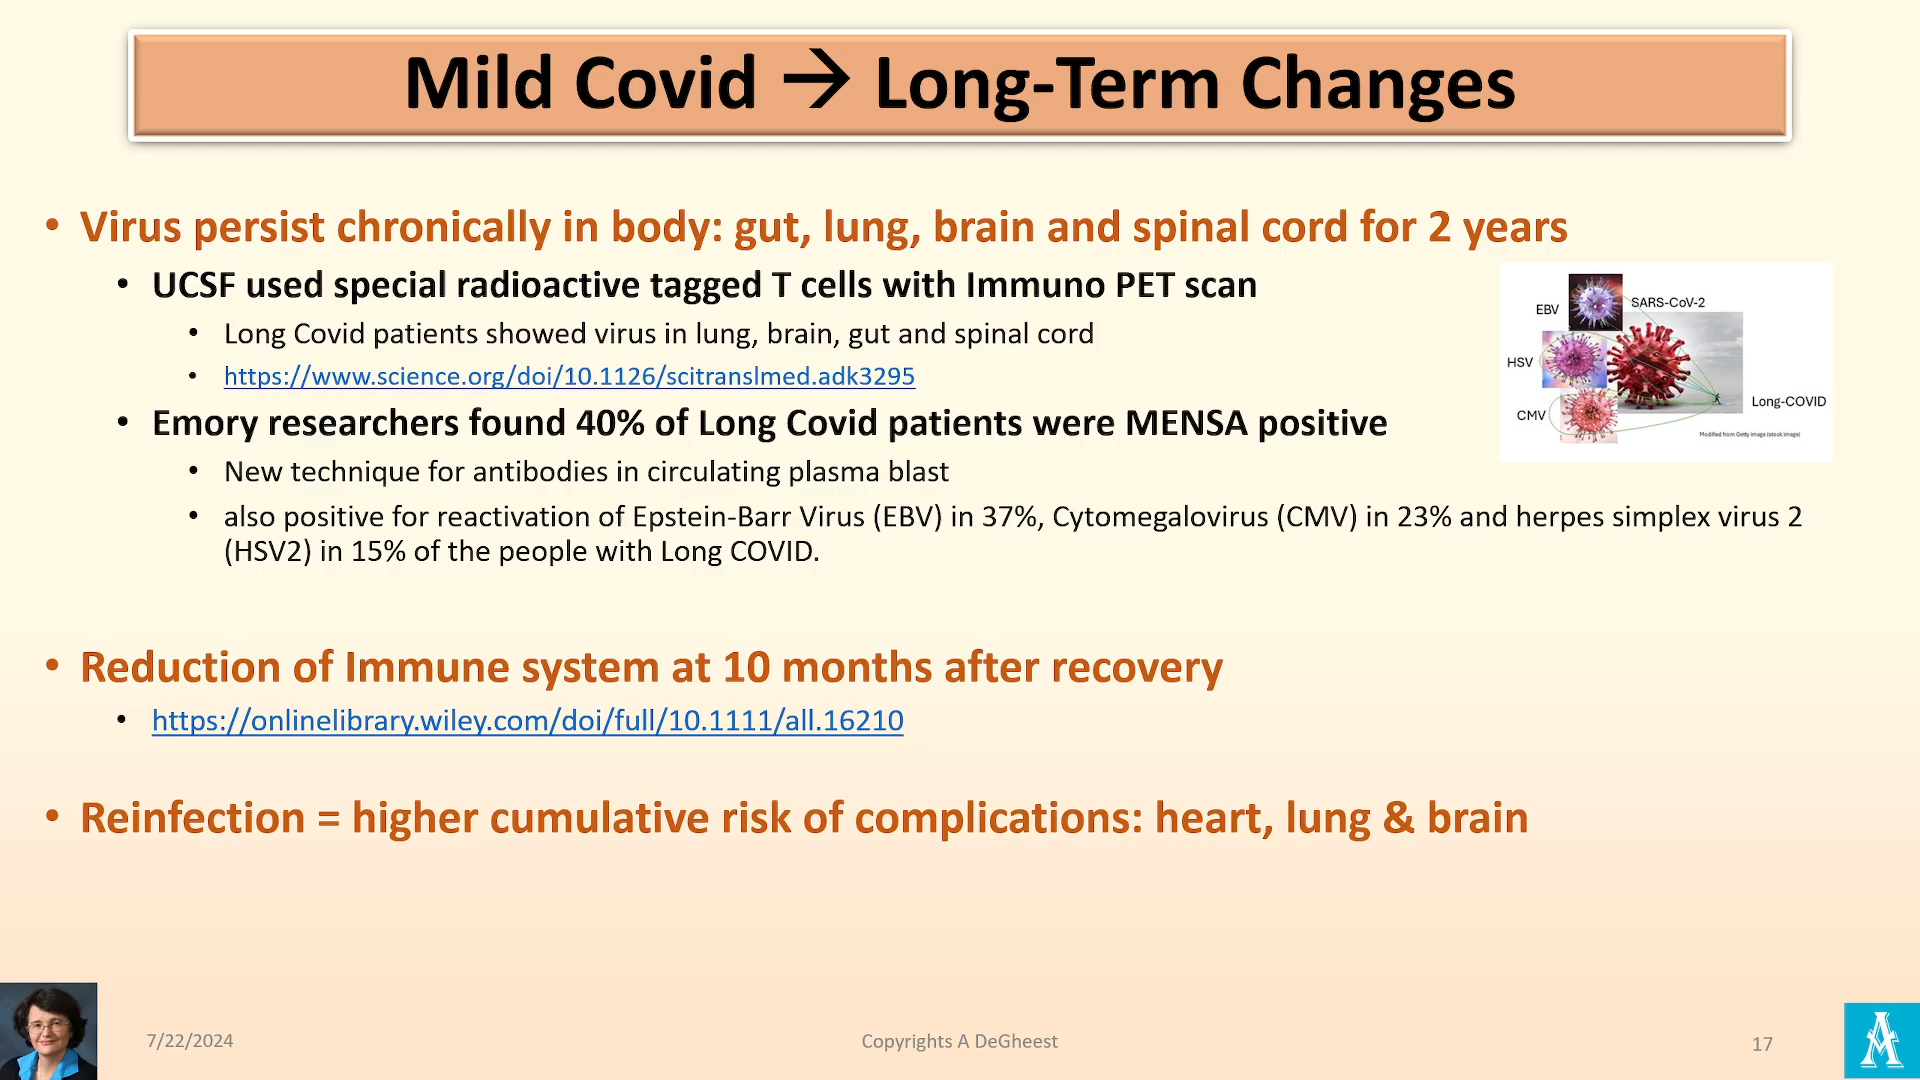 Mild Covid → Long-Term Changes
• Virus persist chronically in body: gut, lung, brain and spinal cord for 2 years
• UCSF used special radioactive tagged T cells with Immuno PET scan
• Long Covid patients showed virus in lung, brain, gut and spinal cord
• https://www.science.org/doi/10.1126/scitranslmed.adk3295
• Emory researchers found 40% of Long Covid patients were MENSA positive
• New technique for antibodies in circulating plasma blast
• also positive for reactivation of Epstein-Barr Virus (EBV) in 37%, Cytomegalovirus (CMV) in 23% and herpes simplex virus 2
(HSV2) in 15% of the people with Long COVID.
EBV
SARS-CoV-2
HSV
Long-COVID
CMV
Modified from Getty image (stock image)
• Reduction of Immune system at 10 months after recovery
• https://onlinelibrary.wiley.com/doi/full/10.1111/all.16210
• Reinfection = higher cumulative risk of complications: heart, lung & brain
7/22/2024
Copyrights A DeGheest
17
A